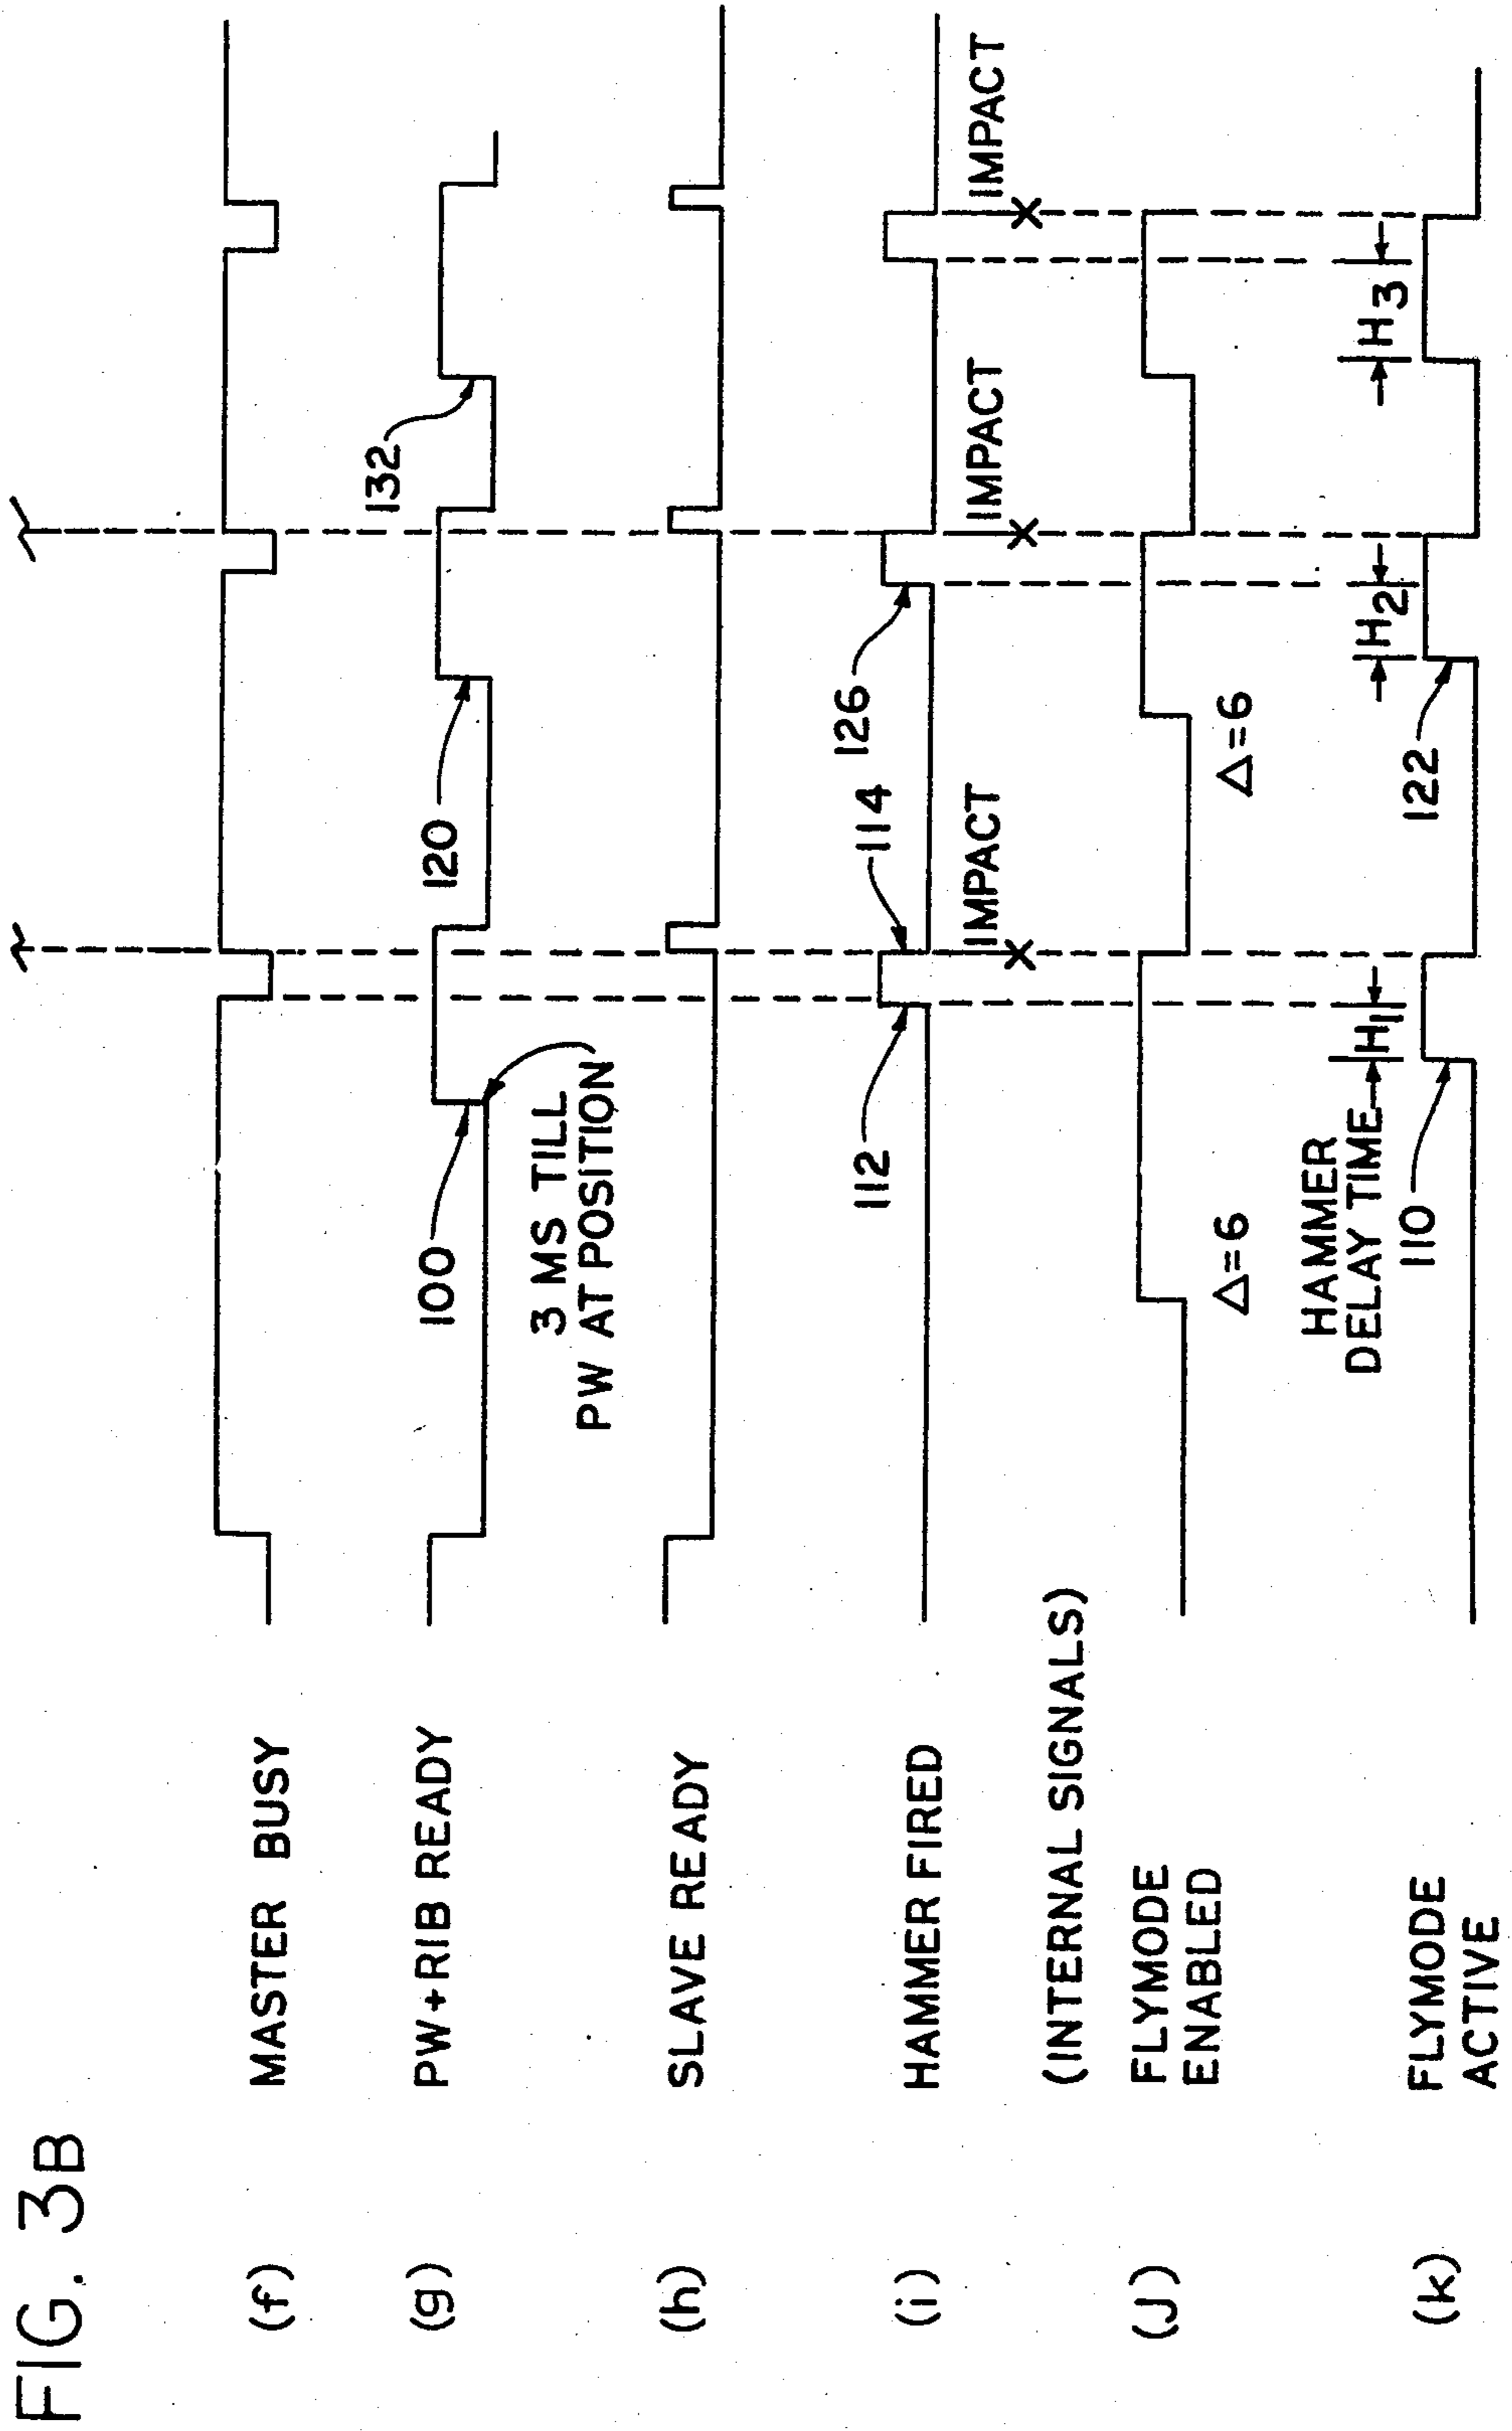 FIG. 3B
(f) MASTER BUSY
(g) PW+RIB READY
100
120
132
3 MS TILL
PW AT POSITION
(h) SLAVE READY
(i) HAMMER FIRED
112
114
126
IMPACT
IMPACT
IMPACT
(INTERNAL SIGNALS)
(J) FLYMODE
ENABLED
Δ=6
Δ=6
HAMMER
DELAY TIME
H1
H2
H3
(k) FLYMODE
ACTIVE
110
122